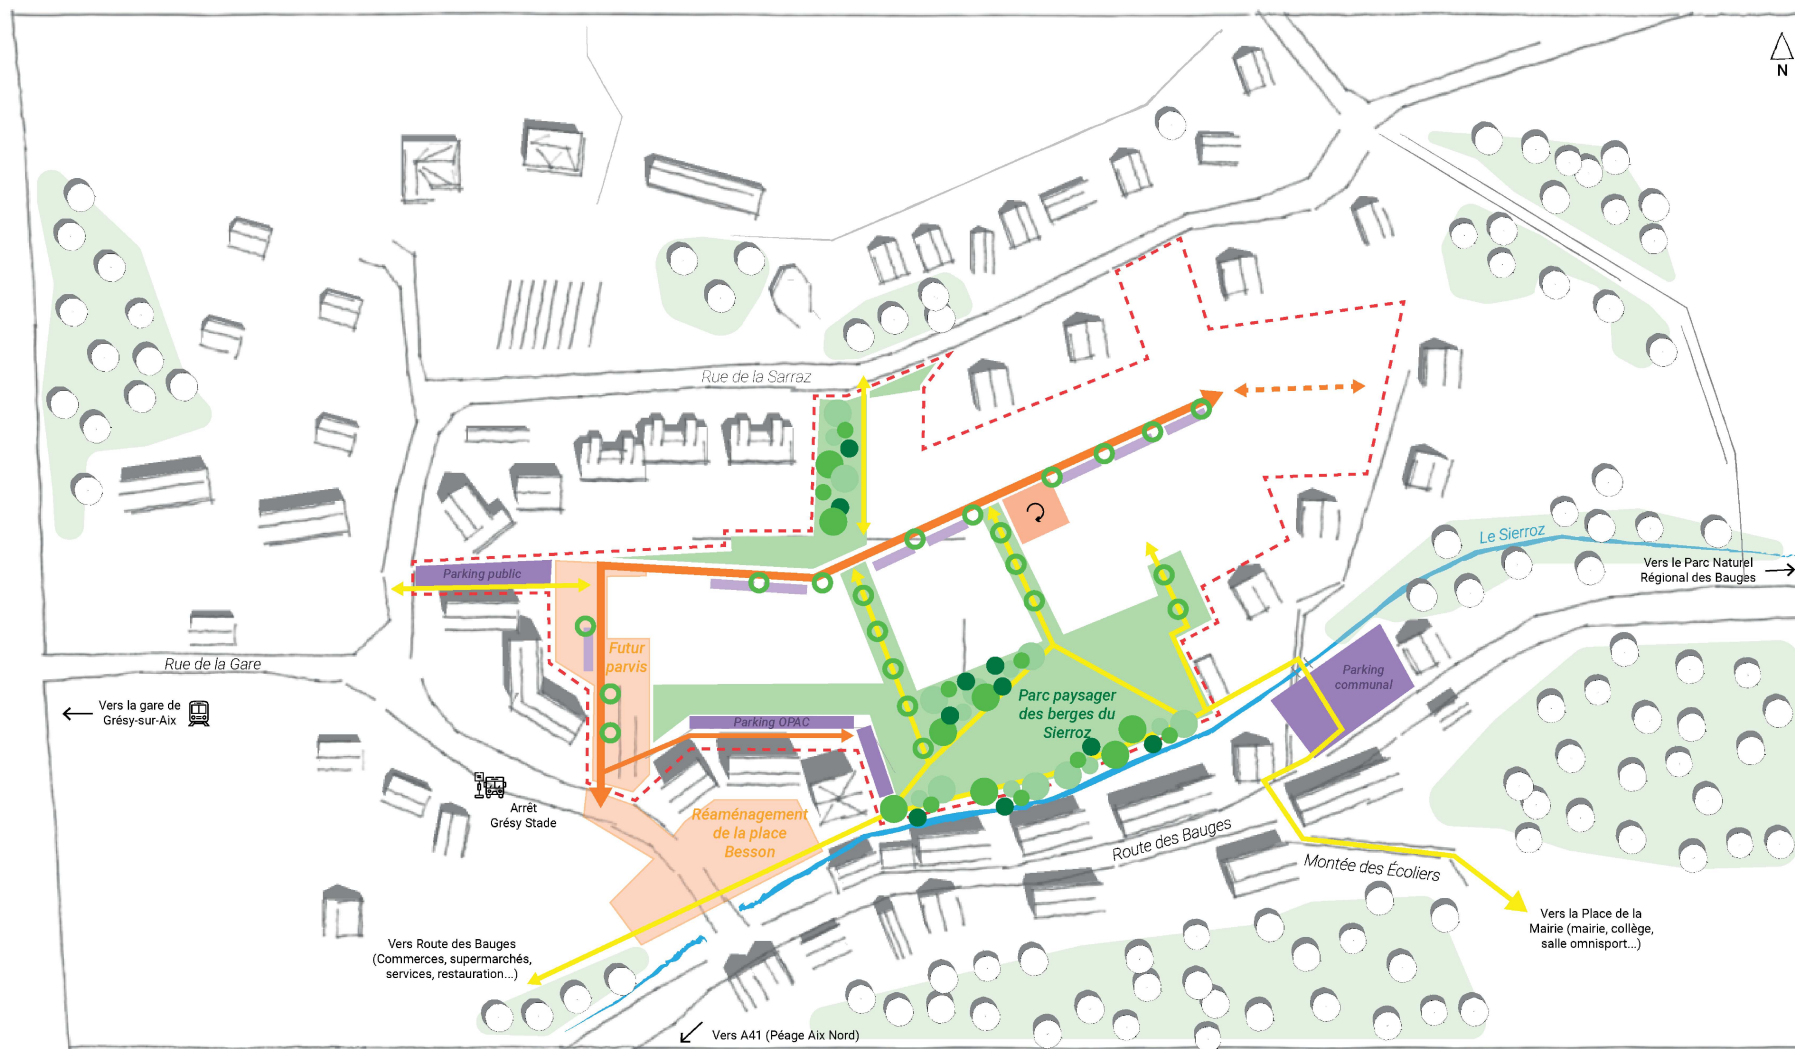 N
Rue de la Sarraz
Le Sierroz
Vers le Parc Naturel
Régional des Bauges
Parking public
Rue de la Gare
Futur
parvis
Parking
communal
Vers la gare de
Grésy-sur-Aix
Parc paysager
des berges du
Sierroz
Parking OPAC
Arrêt
Grésy Stade
Réaménagement
de la place
Besson
Route des Bauges
Montée des Écoliers
Vers la Place de la
Mairie (mairie, collège,
salle omnisport...)
Vers Route des Bauges
(Commerces, supermarchés,
services, restauration...)
Vers A41 (Péage Aix Nord)